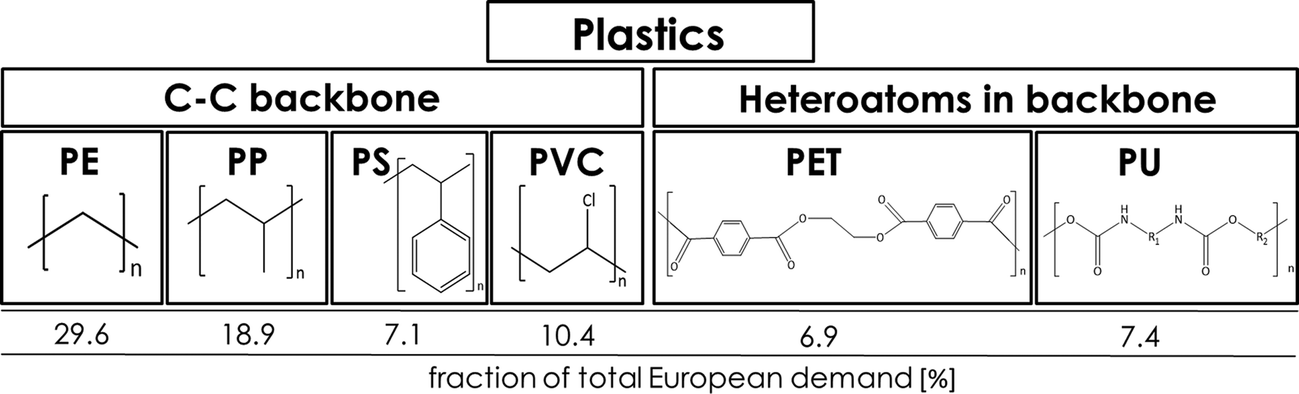 Plastics
C-C backbone
Heteroatoms in backbone
PE
n
PP
n
PS
n
PVC
Cl
n
PET
O
O
O
O
O
O
n
PU
O
O
H
N
R1
H
N
O
O
R2
n
29.6 18.9 7.1 10.4 6.9 7.4
fraction of total European demand [%]